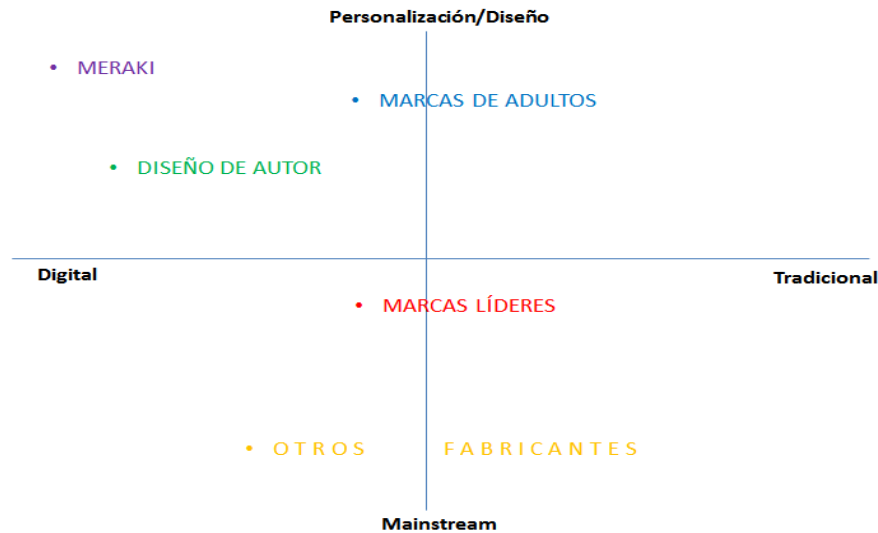 Personalización/Diseño
• MERAKI
• MARCAS DE ADULTOS
• DISEÑO DE AUTOR
Digital
Tradicional
• MARCAS LÍDERES
• OTROS FABRICANTES
Mainstream